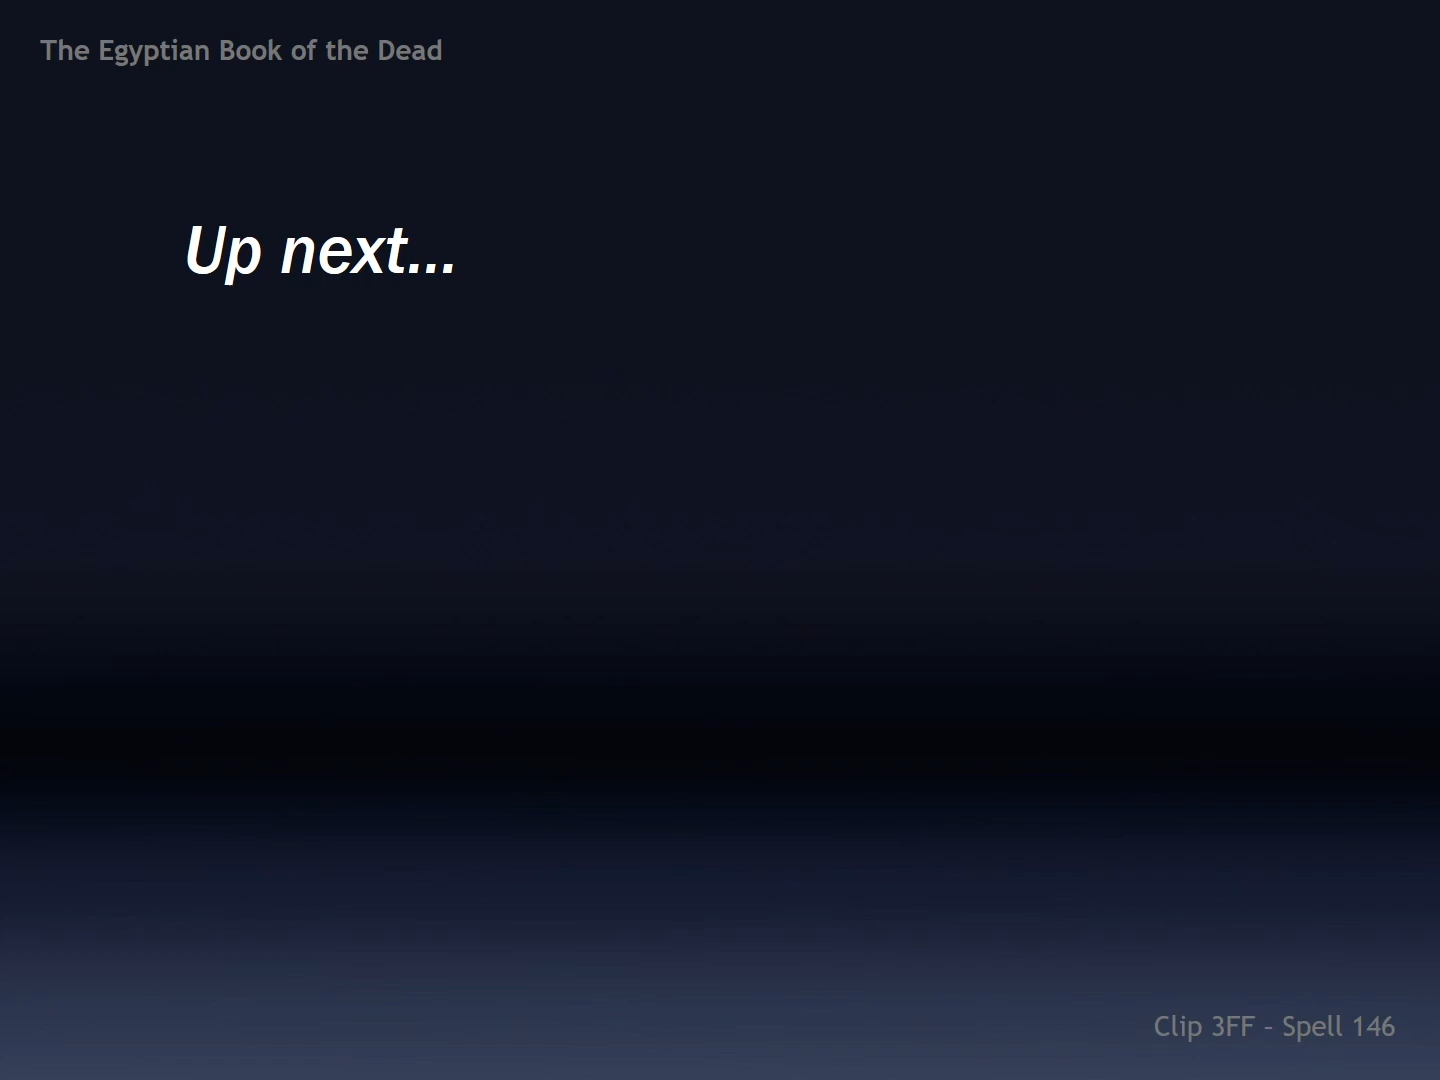 The Egyptian Book of the Dead
Up next...
Clip 3FF - Spell 146